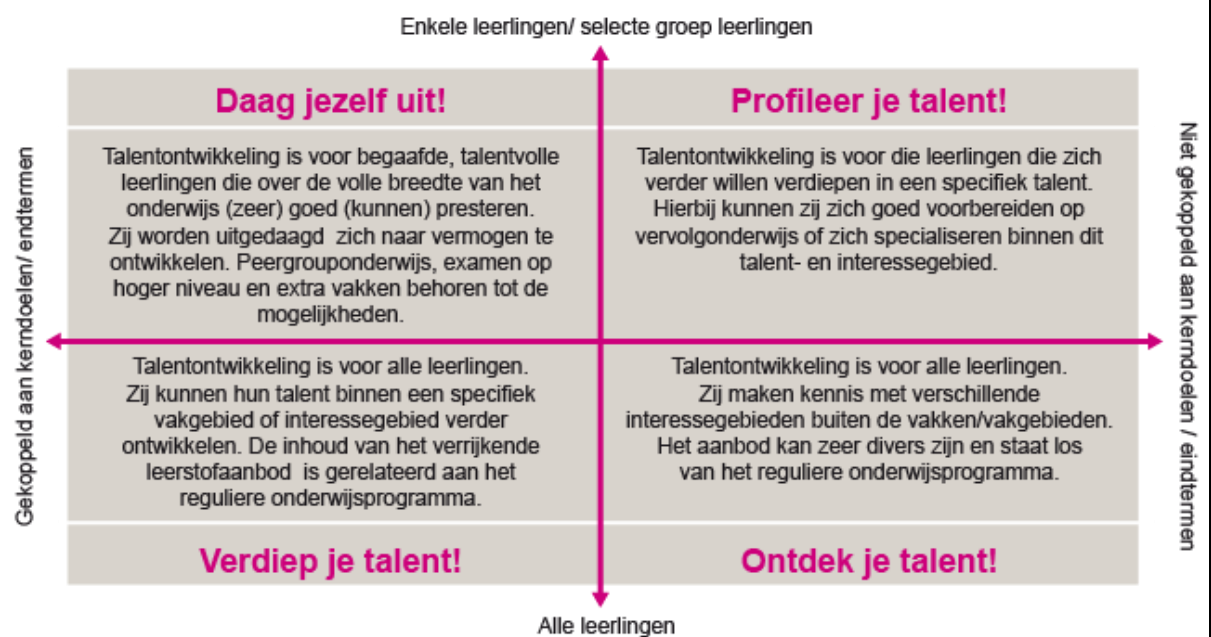 Enkele leerlingen/ selecte groep leerlingen
Daag jezelf uit!
Talentontwikkeling is voor begaafde, talentvolle
leerlingen die over de volle breedte van het
onderwijs (zeer) goed (kunnen) presteren.
Zij worden uitgedaagd zich naar vermogen te
ontwikkelen. Peergrouponderwijs, examen op
hoger niveau en extra vakken behoren tot de
mogelijkheden.
Profileer je talent!
Talentontwikkeling is voor die leerlingen die zich
verder willen verdiepen in een specifiek talent.
Hierbij kunnen zij zich goed voorbereiden op
vervolgonderwijs of zich specialiseren binnen dit
talent- en interessegebied.
Gekoppeld aan kerndoelen/ endtermen
Niet gekoppeld aan kerndoelen / eindtermen
Talentontwikkeling is voor alle leerlingen.
Zij kunnen hun talent binnen een specifiek
vakgebied of interessegebied verder
ontwikkelen. De inhoud van het verrijkende
leerstofaanbod is gerelateerd aan het
reguliere onderwijsprogramma.
Verdiep je talent!
Talentontwikkeling is voor alle leerlingen.
Zij maken kennis met verschillende
interessegebieden buiten de vakken/vakgebieden.
Het aanbod kan zeer divers zijn en staat los
van het reguliere onderwijsprogramma.
Ontdek je talent!
Alle leerlingen